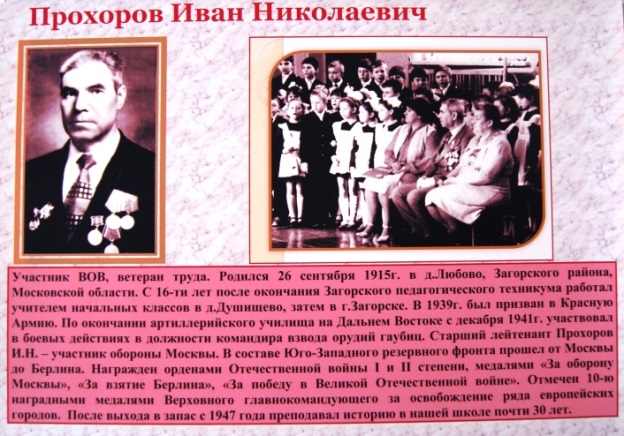 Прохоров Иван Николаевич
Участник ВОВ, ветеран труда. Родился 26 сентября 1915г. в д.Любово, Загорского района,
Московской области. С 16-ти лет после окончания Загорского педагогического техникума работал
учителем начальных классов в д.Душищево, затем в г.Загорске. В 1939г. был призван в Красную
Армию. По окончании артиллерийского училища на Дальнем Востоке с декабря 1941г. участвовал
в боевых действиях в должности командира взвода орудий гаубиц. Старший лейтенант Прохоров
И.Н. – участник обороны Москвы. В составе Юго-Западного резервного фронта прошел от Москвы
до Берлина. Награжден орденами Отечественной войны I и II степени, медалями «За оборону
Москвы», «За взятие Берлина», «За победу в Великой Отечественной войне». Отмечен 10-ю
наградными медалями Верховного главнокомандующего за освобождение ряда европейских
городов. После выхода в запас с 1947 года преподавал историю в нашей школе почти 30 лет.